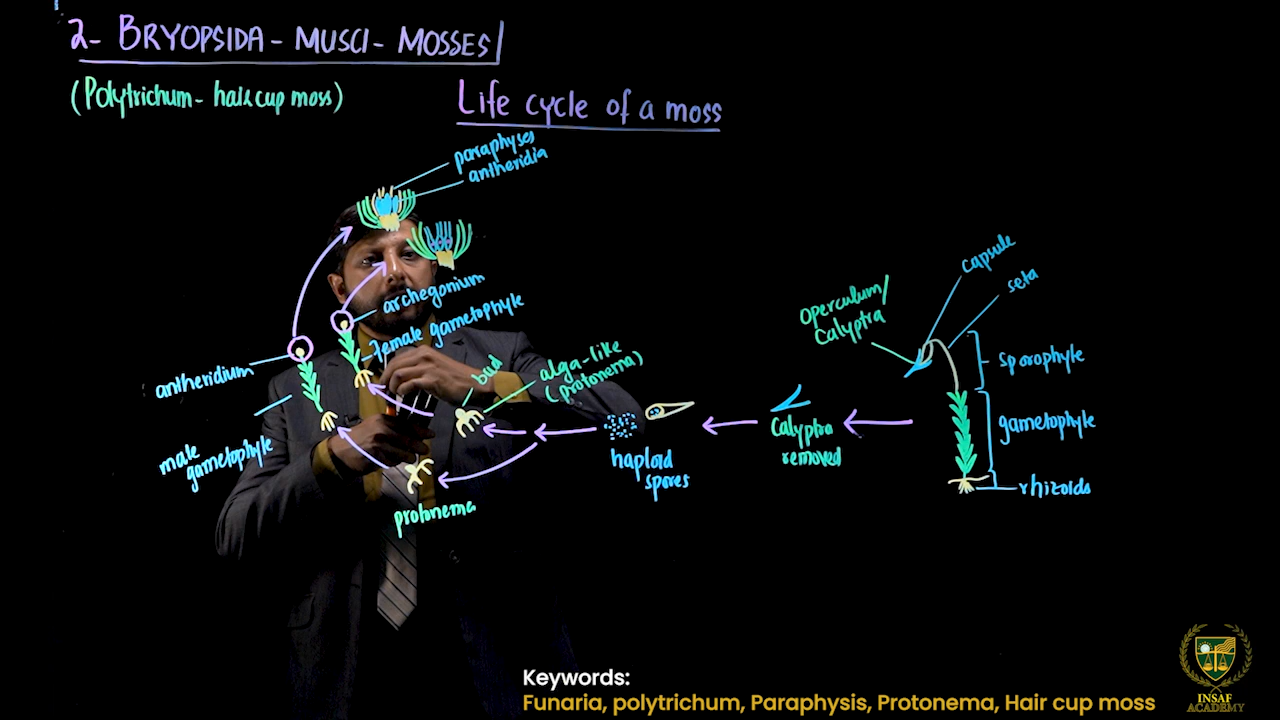 2- BRYOPSIDA - MUSCI - MOSSES
(Polytrichum - hair cup moss)
Life cycle of a moss
paraphyses
antheridia
archegonium
female gametophyte
antheridium
male
gametophyte
bud
alga-like
(protonema)
protonema
haploid
spores
Calyptra
removed
operculum/
Calyptra
capsule
seta
sporophyte
gametophyte
rhizoids
Keywords:
Funaria, polytrichum, Paraphysis, Protonema, Hair cup moss
INSAF
ACADEMY